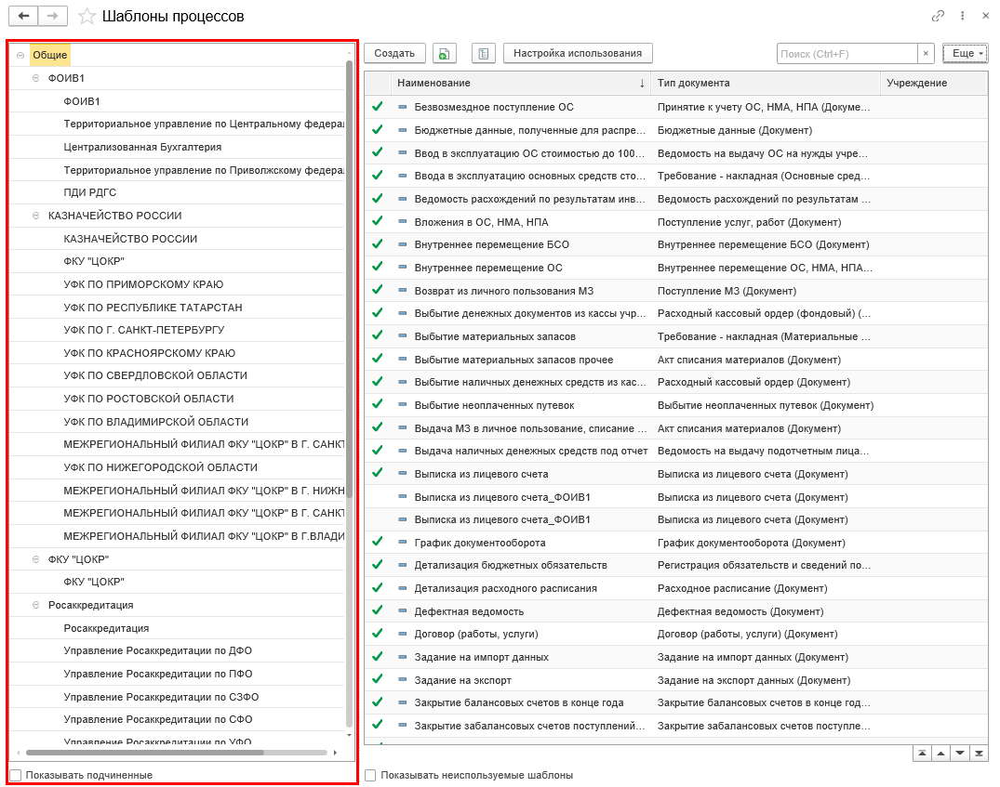 Шаблоны процессов
Общие
ФОИВ1
ФОИВ1
Территориальное управление по Центральному федерал
Централизованная Бухгалтерия
Территориальное управление по Приволжскому федерал
ПДИ РДГС
КАЗНАЧЕЙСТВО РОССИИ
КАЗНАЧЕЙСТВО РОССИИ
ФКУ "ЦОКР"
УФК ПО ПРИМОРСКОМУ КРАЮ
УФК ПО РЕСПУБЛИКЕ ТАТАРСТАН
УФК ПО Г. САНКТ-ПЕТЕРБУРГУ
УФК ПО КРАСНОЯРСКОМУ КРАЮ
УФК ПО СВЕРДЛОВСКОЙ ОБЛАСТИ
УФК ПО РОСТОВСКОЙ ОБЛАСТИ
УФК ПО ВЛАДИМИРСКОЙ ОБЛАСТИ
МЕЖРЕГИОНАЛЬНЫЙ ФИЛИАЛ ФКУ "ЦОКР" В Г. САНКТ
УФК ПО НИЖЕГОРОДСКОЙ ОБЛАСТИ
МЕЖРЕГИОНАЛЬНЫЙ ФИЛИАЛ ФКУ "ЦОКР" В Г. НИЖН
МЕЖРЕГИОНАЛЬНЫЙ ФИЛИАЛ ФКУ "ЦОКР" В Г. САНКТ
МЕЖРЕГИОНАЛЬНЫЙ ФИЛИАЛ ФКУ "ЦОКР" В Г.ВЛАДИ
ФКУ "ЦОКР"
ФКУ "ЦОКР"
Росаккредитация
Росаккредитация
Управление Росаккредитации по ДФО
Управление Росаккредитации по ПФО
Управление Росаккредитации по СЗФО
Управление Росаккредитации по СФО
Управление Росаккредитации по УФО
Показывать подчиненные
Создать Настройка использования Поиск (Ctrl+F) × Еще
Наименование ↓ Тип документа Учреждение
Безвозмездное поступление ОС Принятие к учету ОС, НМА, НПА (Докуме...
Бюджетные данные, полученные для распре... Бюджетные данные (Документ)
Ввод в эксплуатацию ОС стоимостью до 100... Ведомость на выдачу ОС на нужды учре...
Ввода в эксплуатацию основных средств сто... Требование - накладная (Основные сред...
Ведомость расхождений по результатам инв... Ведомость расхождений по результатам ...
Вложения в ОС, НМА, НПА Поступление услуг, работ (Документ)
Внутреннее перемещение БСО Внутреннее перемещение БСО (Документ)
Внутреннее перемещение ОС Внутреннее перемещение ОС, НМА, НПА...
Возврат из личного пользования МЗ Поступление МЗ (Документ)
Выбытие денежных документов из кассы учр... Расходный кассовый ордер (фондовый) (...
Выбытие материальных запасов Требование - накладная (Материальные ...
Выбытие материальных запасов прочее Акт списания материалов (Документ)
Выбытие наличных денежных средств из кас... Расходный кассовый ордер (Документ)
Выбытие неоплаченных путевок Выбытие неоплаченных путевок (Документ)
Выдача МЗ в личное пользование, списание ... Акт списания материалов (Документ)
Выдача наличных денежных средств под отчет Ведомость на выдачу подотчетным лица...
Выписка из лицевого счета Выписка из лицевого счета (Документ)
Выписка из лицевого счета_ФОИВ1 Выписка из лицевого счета (Документ)
Выписка из лицевого счета_ФОИВ1 Выписка из лицевого счета (Документ)
График документооборота График документооборота (Документ)
Детализация бюджетных обязательств Регистрация обязательств и сведений по...
Детализация расходного расписания Расходное расписание (Документ)
Дефектная ведомость Дефектная ведомость (Документ)
Договор (работы, услуги) Договор (работы, услуги) (Документ)
Задание на импорт данных Задание на импорт данных (Документ)
Задание на экспорт Задание на экспорт данных (Документ)
Закрытие балансовых счетов в конце года Закрытие балансовых счетов в конце год...
Закрытие забалансовых счетов поступлений... Закрытие забалансовых счетов поступле...
Показывать неиспользуемые шаблоны